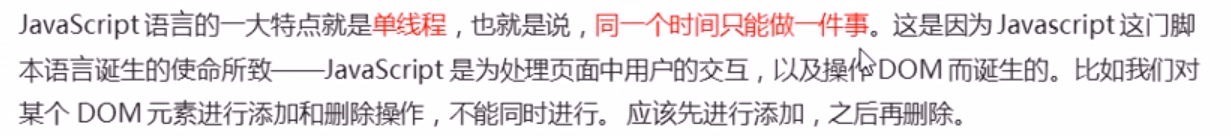 JavaScript 语言的一大特点就是单线程，也就是说，同一个时间只能做一件事。这是因为 Javascript 这门脚
本语言诞生的使命所致——JavaScript 是为处理页面中用户的交互，以及操作 DOM 而诞生的。比如我们对
某个 DOM 元素进行添加和删除操作，不能同时进行。 应该先进行添加，之后再删除。